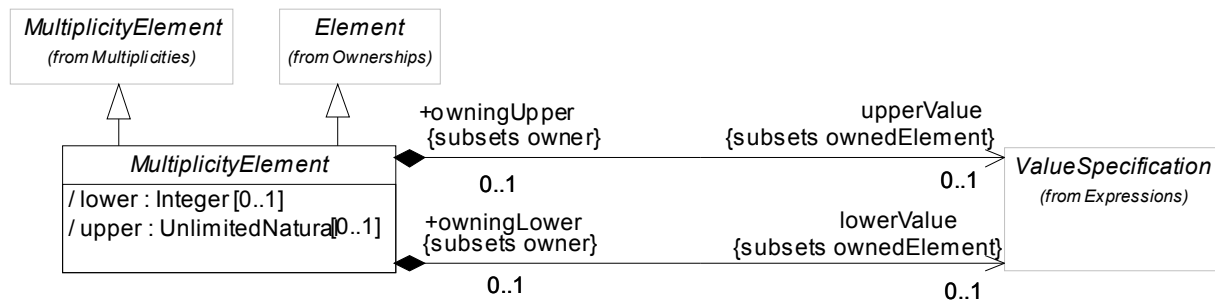 MultiplicityElement
(from Multiplicities)
Element
(from Ownerships)
+owningUpper
{subsets owner}
0..1
upperValue
{subsets ownedElement}
0..1
MultiplicityElement
/ lower : Integer [0..1]
/ upper : UnlimitedNatural[0..1]
+owningLower
{subsets owner}
0..1
lowerValue
{subsets ownedElement}
0..1
ValueSpecification
(from Expressions)